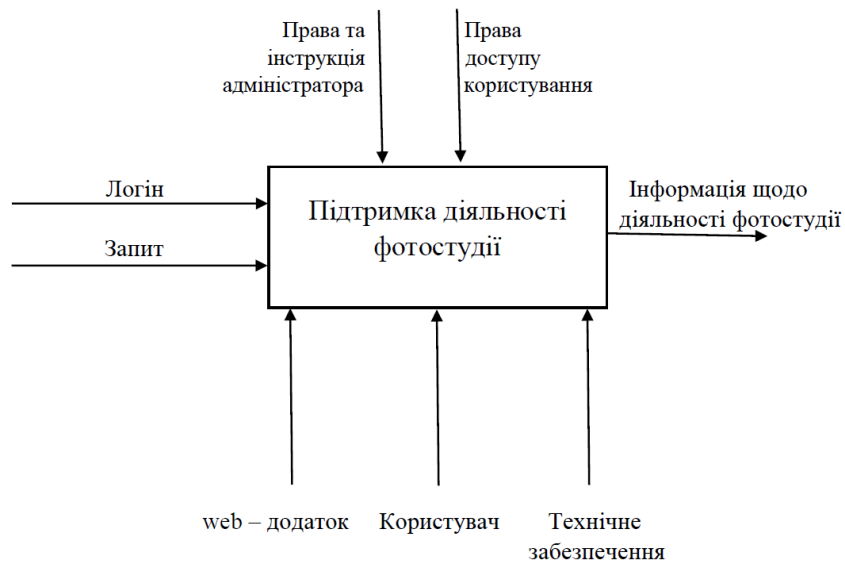 Права та
інструкція
адміністратора
Права
доступу
користування
Логін
Запит
Підтримка діяльності
фотостудії
Інформація щодо
діяльності фотостудії
web – додаток
Користувач
Технічне
забезпечення